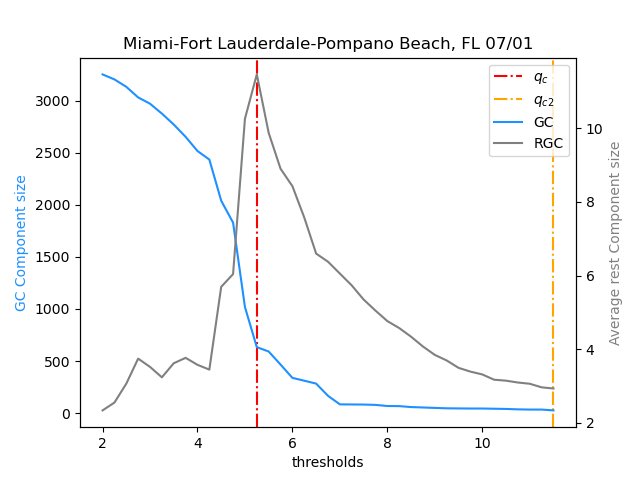 Miami-Fort Lauderdale-Pompano Beach, FL 07/01
GC Component size
3000
2500
2000
1500
1000
500
0
2
4
6
8
10
thresholds
10
8
6
4
2
Average rest Component size
q_c
q_c2
GC
RGC